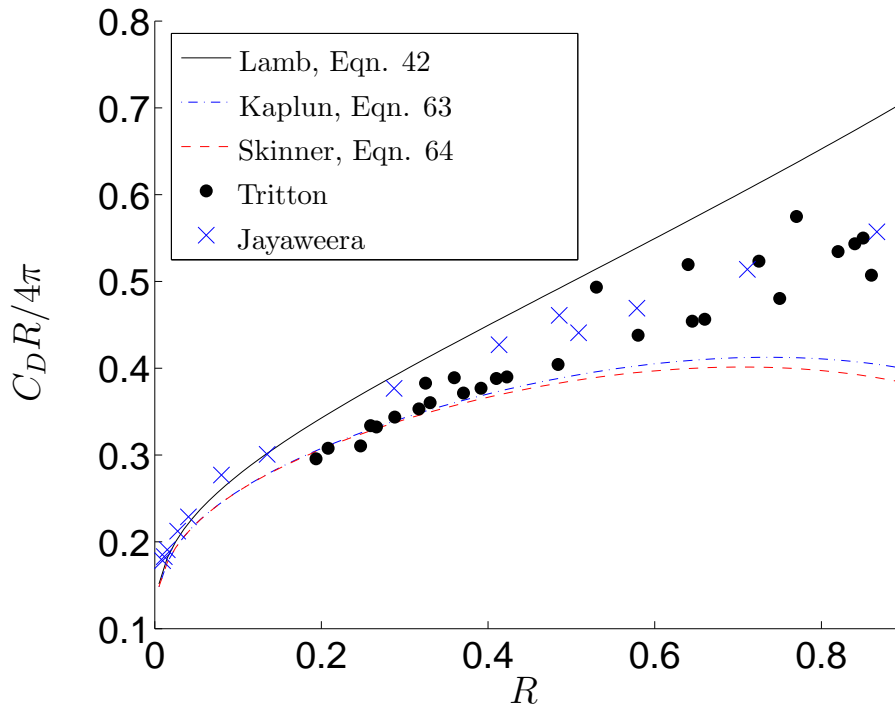 0.8
0.7
0.6
0.5
0.4
0.3
0.2
0.1
C_D R/4π
Lamb, Eqn. 42
Kaplun, Eqn. 63
Skinner, Eqn. 64
Tritton
Jayaweera
0 0.2 0.4 0.6 0.8
R